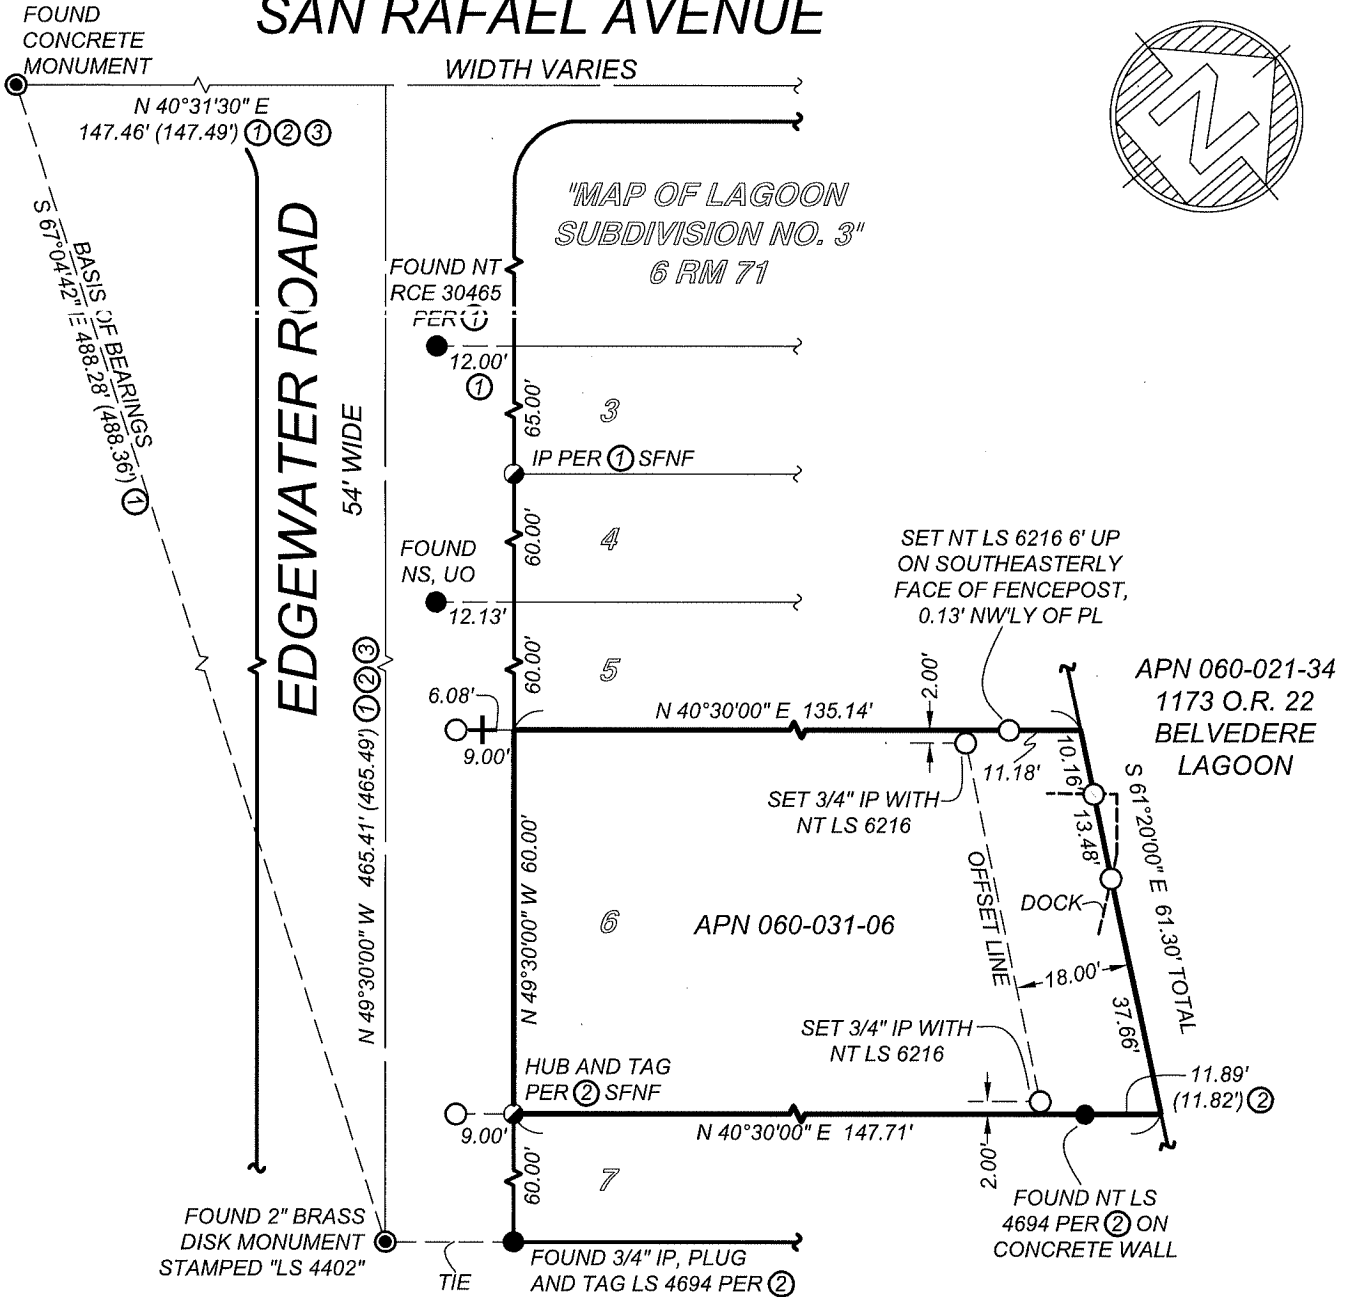 SAN RAFAEL AVENUE
WIDTH VARIES
FOUND
CONCRETE
MONUMENT
N 40°31'30" E
147.46' (147.49') ① ② ③
N
BASIS OF BEARINGS
S 67°04'42" E 488.28' (488.36') ①
EDGEWATER ROAD
54' WIDE
N 49°30'00" W 465.41' (465.49') ① ② ③
"MAP OF LAGOON
SUBDIVISION NO. 3"
6 RM 71
FOUND NT
RCE 30465
PER ①
12.00'
①
65.00'
3
IP PER ① SFNF
60.00'
4
FOUND
NS, UO
12.13'
60.00'
5
SET NT LS 6216 6' UP
ON SOUTHEASTERLY
FACE OF FENCEPOST,
0.13' NW'LY OF PL
APN 060-021-34
1173 O.R. 22
BELVEDERE
LAGOON
6.08'
9.00'
N 40°30'00" E 135.14'
2.00'
11.18'
10.16'
SET 3/4" IP WITH
NT LS 6216
13.48'
S 61°20'00" E 61.30' TOTAL
OFFSET LINE
DOCK
N 49°30'00" W 60.00'
6
APN 060-031-06
18.00'
37.66'
SET 3/4" IP WITH
NT LS 6216
HUB AND TAG
PER ② SFNF
11.89'
(11.82') ②
9.00'
N 40°30'00" E 147.71'
2.00'
60.00'
7
FOUND NT LS
4694 PER ② ON
CONCRETE WALL
FOUND 2" BRASS
DISK MONUMENT
STAMPED "LS 4402"
TIE
FOUND 3/4" IP, PLUG
AND TAG LS 4694 PER ②